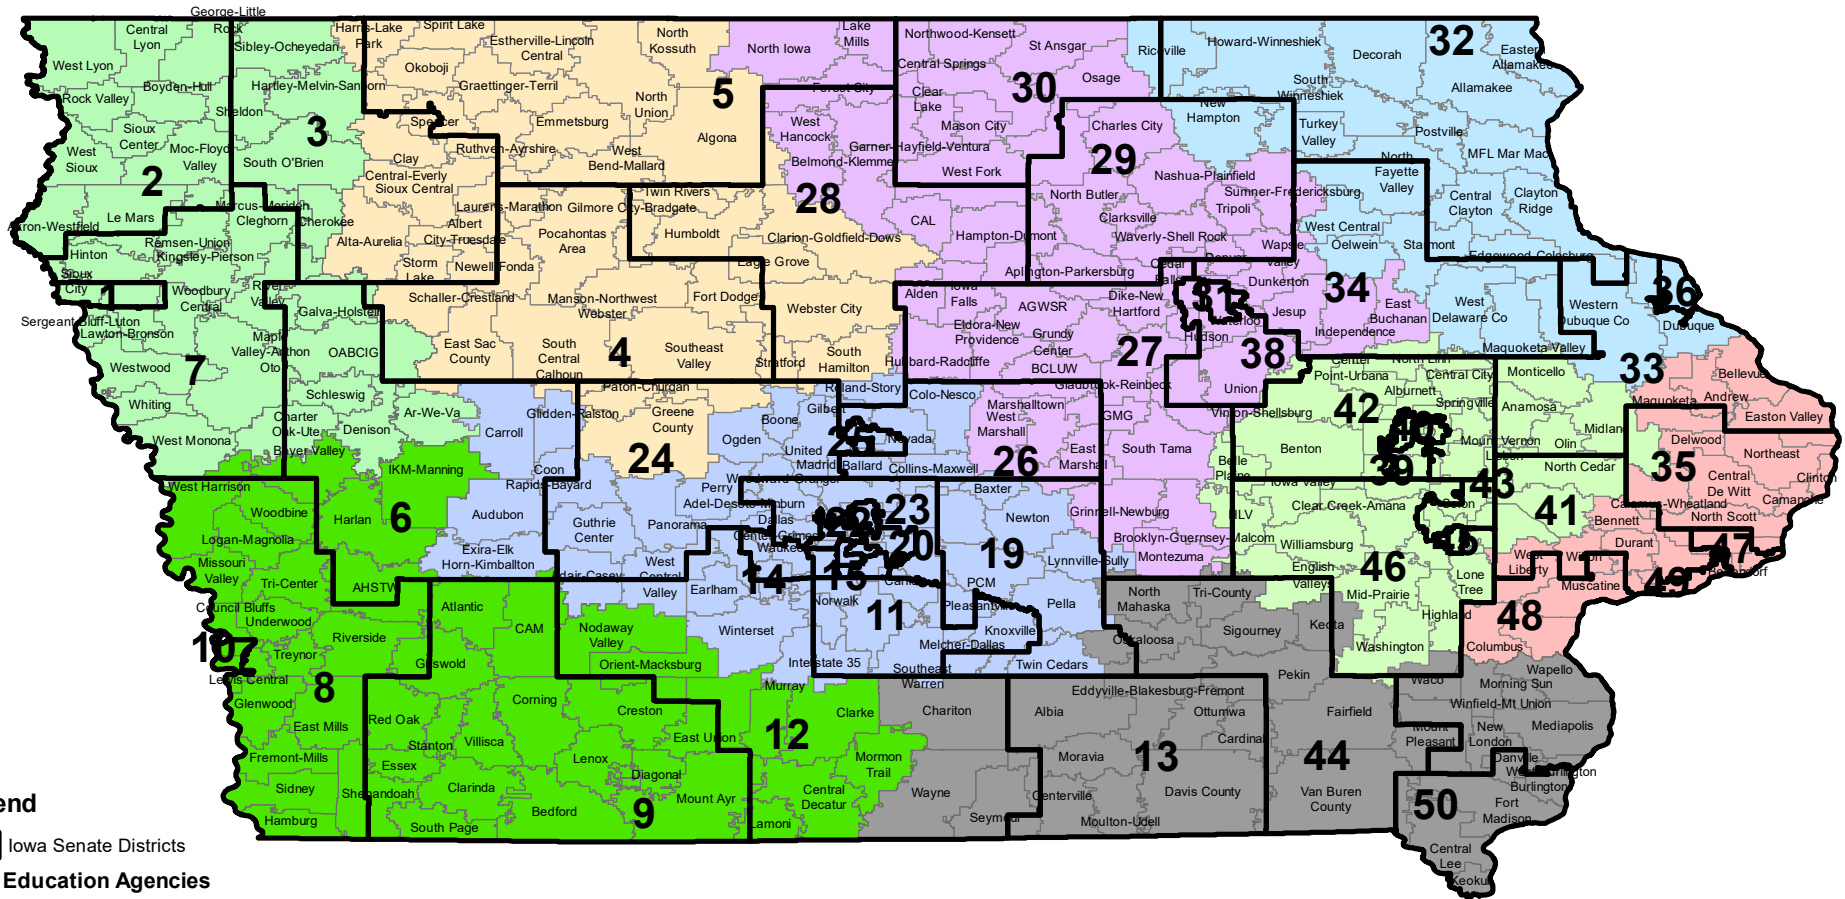 George-Little
Rock
Central
Lyon
West Lyon
Boyden-Hull
Rock Valley
Sioux
Center
West
Sioux
Moc-Floyd
Valley
2
Le Mars
Akron-Westfield
Hinton
Sioux
City
1
Sergeant Bluff-Luton
Lawton-Bronson
Sibley-Ocheyedan
Harris-Lake
Park
Hartley-Melvin-Sanborn
Sheldon
3
South O'Brien
Marcus-Meriden
Cleghorn
Cherokee
Remsen-Union
Kingsley-Pierson
Woodbury
Central
River
Valley
Maple
Valley-Anthon
Oto
7
Westwood
Whiting
West Monona
Spirit Lake
Okoboji
Estherville-Lincoln
Central
Graettinger-Terril
Spencer
Emmetsburg
Ruthven-Ayrshire
West
Bend-Mallard
Clay
Central-Everly
Sioux Central
Laurens-Marathon
Albert
City-Truesdale
Alta-Aurelia
Storm
Lake
Newell-Fonda
North
Kossuth
North
Union
5
Algona
North Iowa
Lake
Mills
Forest City
West
Hancock
Garner-Hayfield-Ventura
Belmond-Klemme
28
Twin Rivers
Gilmore City-Bradgate
Humboldt
Pocahontas
Area
Clarion-Goldfield-Dows
Eagle Grove
Schaller-Crestland
Manson-Northwest
Webster
Fort Dodge
Webster City
East Sac
County
South
Central
Calhoun
4
Southeast
Valley
Stratford
South
Hamilton
Galva-Holstein
OABCIG
Schleswig
Charter
Oak-Ute
Denison
Ar-We-Va
Boyer Valley
Northwood-Kensett
St Ansgar
Central Springs
30
Osage
Clear
Lake
Mason City
West Fork
CAL
Hampton-Dumont
Riceville
Howard-Winneshiek
Decorah
32
Eastern
Allamakee
South
Winneshiek
Allamakee
New
Hampton
Turkey
Valley
Postville
MFL Mar Mac
North
Fayette
Valley
Central
Clayton
Clayton
Ridge
Charles City
29
Nashua-Plainfield
North Butler
Sumner-Fredericksburg
Tripoli
Clarksville
Waverly-Shell Rock
Wapsie
Valley
Denver
Aplington-Parkersburg
Cedar
Falls
West Central
Oelwein
Starmont
Edgewood-Colesburg
Alden
Iowa
Falls
AGWSR
Dike-New
Hartford
31
Waterloo
Dunkerton
34
Jesup
East
Buchanan
Independence
West
Delaware Co
Western
Dubuque Co
36
Dubuque
Maquoketa Valley
33
Eldora-New
Providence
Grundy
Center
27
Hudson
38
Hubbard-Radcliffe
BCLUW
Gladbrook-Reinbeck
Union
Center
Point-Urbana
North Linn
Central City
Alburnett
Springville
Monticello
Anamosa
Bellevue
Andrew
Maquoketa
Easton Valley
Paton-Churdan
Greene
County
Glidden-Ralston
Carroll
24
Coon
Rapids-Bayard
Boone
Ogden
Gilbert
Roland-Story
Colo-Nesco
25
Nevada
United
Madrid
Ballard
Collins-Maxwell
Marshalltown
West
Marshall
26
East
Marshall
GMG
South Tama
Vinton-Shellsburg
42
Benton
40
39
Mount Vernon
Lisbon
Belle
Plaine
Olin
Midland
Delwood
Northeast
35
Central
De Witt
Clinton
Camanche
Calamus-Wheatland
North Cedar
43
West Harrison
Woodbine
Logan-Magnolia
Missouri
Valley
Tri-Center
IKM-Manning
6
Harlan
AHSTW
Audubon
Exira-Elk
Horn-Kimballton
Guthrie
Center
Panorama
Perry
Woodward-Granger
Adel-Desoto-Minburn
Dallas
Center-Grimes
Waukee
23
20
Baxter
Newton
19
PCM
Lynnville-Sully
Grinnell-Newburg
Brooklyn-Guernsey-Malcom
Montezuma
HLV
Iowa Valley
Clear Creek-Amana
Williamsburg
English
Valleys
46
Mid-Prairie
Solon
45
Lone
Tree
Highland
41
Bennett
North Scott
Durant
West
Liberty
Wilton
Muscatine
47
Bettendorf
49
48
Columbus
Adair-Casey
West
Central
Valley
Earlham
14
15
Carlisle
11
Norwalk
Winterset
Interstate 35
Southeast
Warren
Pleasantville
Knoxville
Melcher-Dallas
Pella
Twin Cedars
North
Mahaska
Oskaloosa
Tri-County
Sigourney
Keota
Washington
Pekin
Council Bluffs
Underwood
10
Treynor
Lewis Central
Riverside
8
Glenwood
East Mills
Fremont-Mills
Sidney
Hamburg
Shenandoah
Atlantic
CAM
Griswold
Nodaway
Valley
Orient-Macksburg
Red Oak
Stanton
Essex
Villisca
Corning
Creston
East Union
Lenox
Clarinda
Diagonal
Mount Ayr
Bedford
South Page
9
Murray
12
Clarke
Mormon
Trail
Central
Decatur
Lamoni
Chariton
Wayne
Seymour
Albia
Eddyville-Blakesburg-Fremont
Ottumwa
Cardinal
Moravia
13
Centerville
Davis County
Moulton-Udell
Fairfield
44
Van Buren
County
Waco
Wapello
Morning Sun
Winfield-Mt Union
Mount
Pleasant
New
London
Mediapolis
Danville
West Burlington
Burlington
50
Fort
Madison
Central
Lee
Keokuk
end
Iowa Senate Districts
Education Agencies